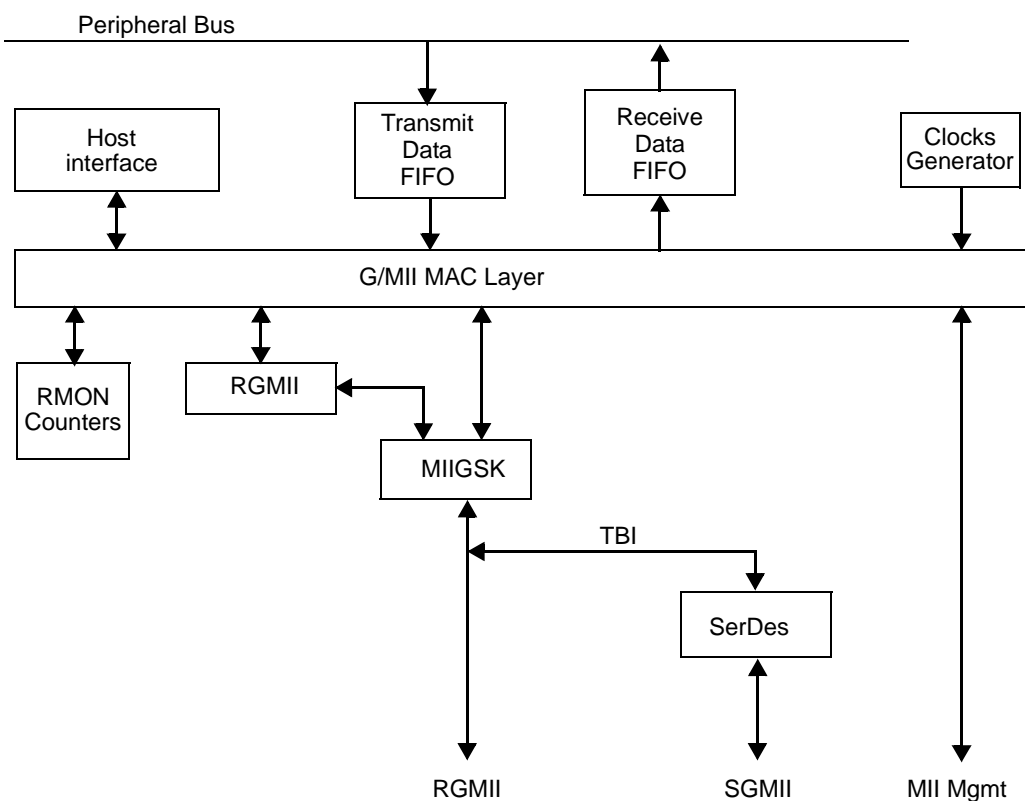 Peripheral Bus
Host
interface
Transmit
Data
FIFO
Receive
Data
FIFO
Clocks
Generator
G/MII MAC Layer
RMON
Counters
RGMII
MIIGSK
TBI
SerDes
RGMII
SGMII
MII Mgmt